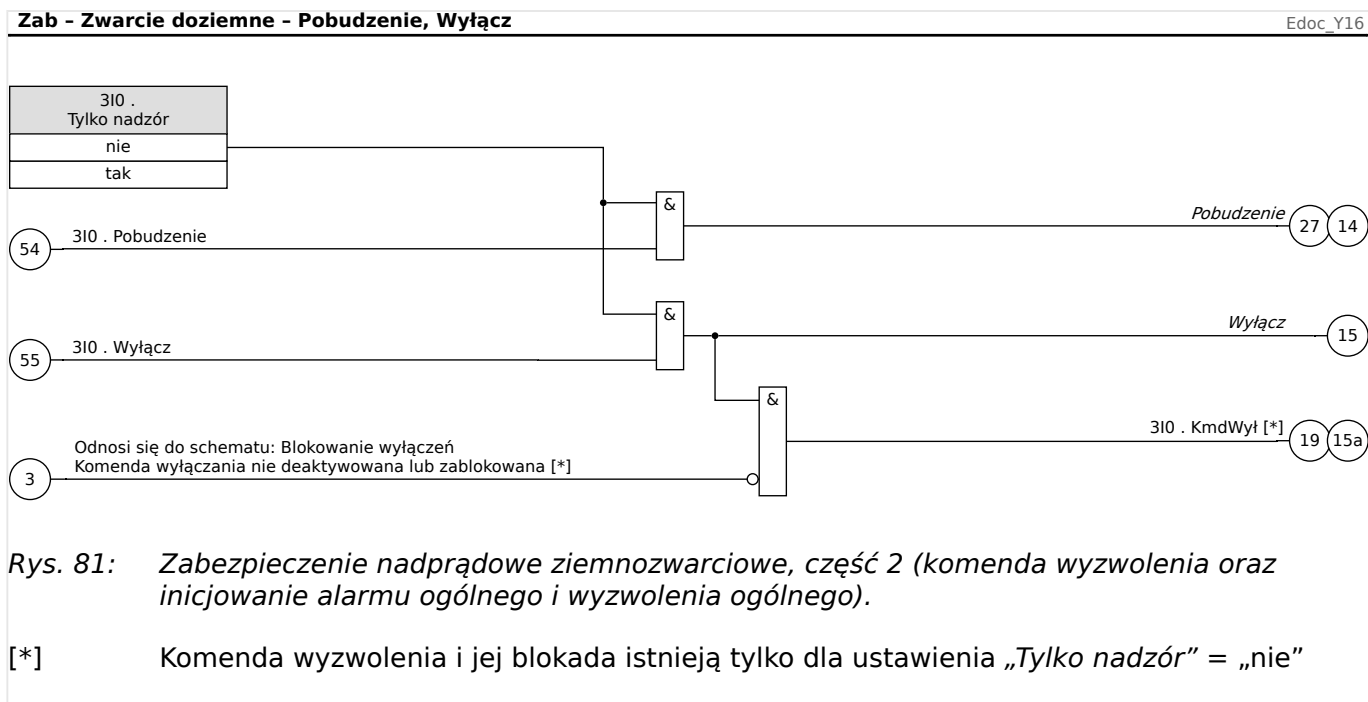 Zab – Zwarcie doziemne – Pobudzenie, Wyłącz
Edoc_Y16
3I0 .
Tylko nadzór
nie
tak
&
Pobudzenie
27
14
54
3I0 . Pobudzenie
&
Wyłącz
15
55
3I0 . Wyłącz
&
3I0 . KmdWył [*]
19
15a
Odnosi się do schematu: Blokowanie wyłączeń
Komenda wyłączania nie deaktywowana lub zablokowana [*]
3
Rys. 81: Zabezpieczenie nadprądowe ziemnozwarciowe, część 2 (komenda wyzwolenia oraz
inicjowanie alarmu ogólnego i wyzwolenia ogólnego).
[*] Komenda wyzwolenia i jej blokada istnieją tylko dla ustawienia „Tylko nadzór” = „nie”